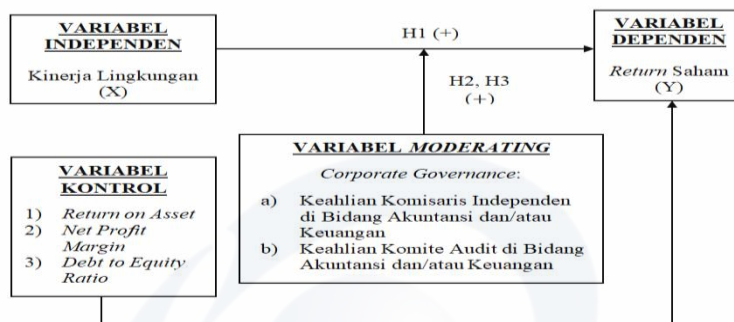 VARIABEL
INDEPENDEN
Kinerja Lingkungan
(X)
H1 (+)
VARIABEL
DEPENDEN
Return Saham
(Y)
H2, H3
(+)
VARIABEL MODERATING
Corporate Governance:
a) Keahlian Komisaris Independen
di Bidang Akuntansi dan/atau
Keuangan
b) Keahlian Komite Audit di Bidang
Akuntansi dan/atau Keuangan
VARIABEL
KONTROL
1) Return on Asset
2) Net Profit
Margin
3) Debt to Equity
Ratio